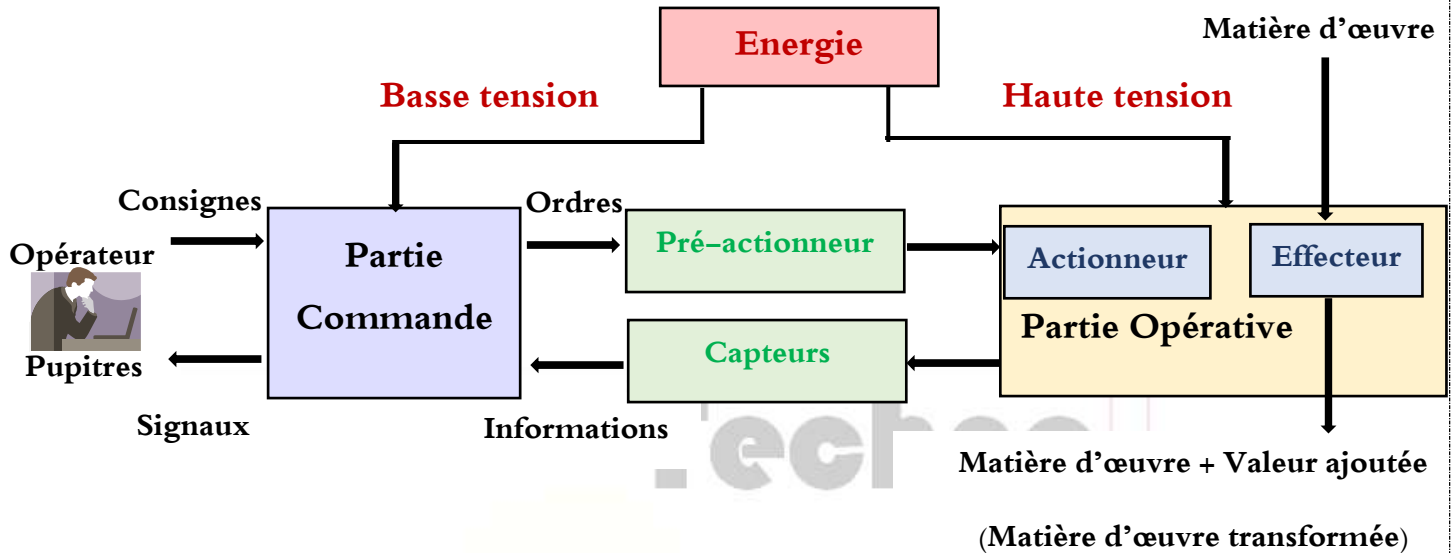 Energie
Matière d'œuvre
Basse tension
Haute tension
Consignes
Ordres
Opérateur
Pupitres
Partie
Commande
Pré-actionneur
Actionneur
Effecteur
Partie Opérative
Capteurs
Signaux
Informations
Matière d'œuvre + Valeur ajoutée
(Matière d'œuvre transformée)